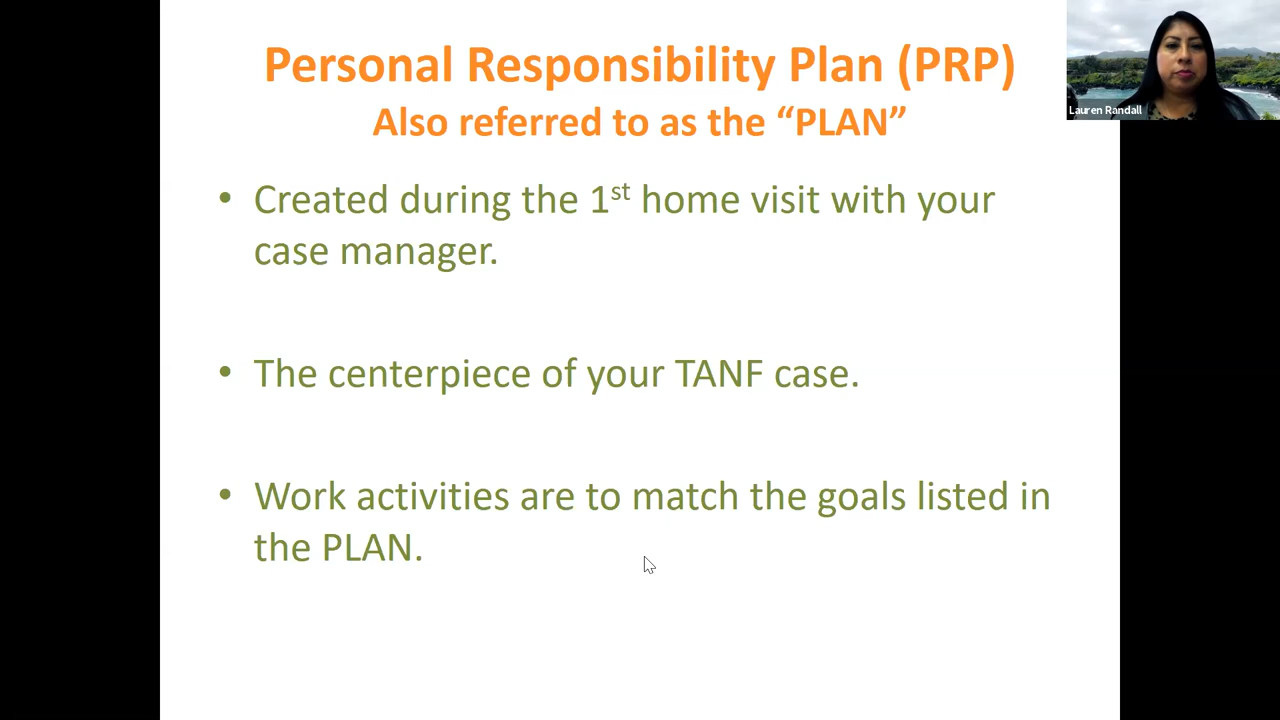 Personal Responsibility Plan (PRP)
Also referred to as the “PLAN”
Lauren Randall
• Created during the 1st home visit with your
case manager.
• The centerpiece of your TANF case.
• Work activities are to match the goals listed in
the PLAN.